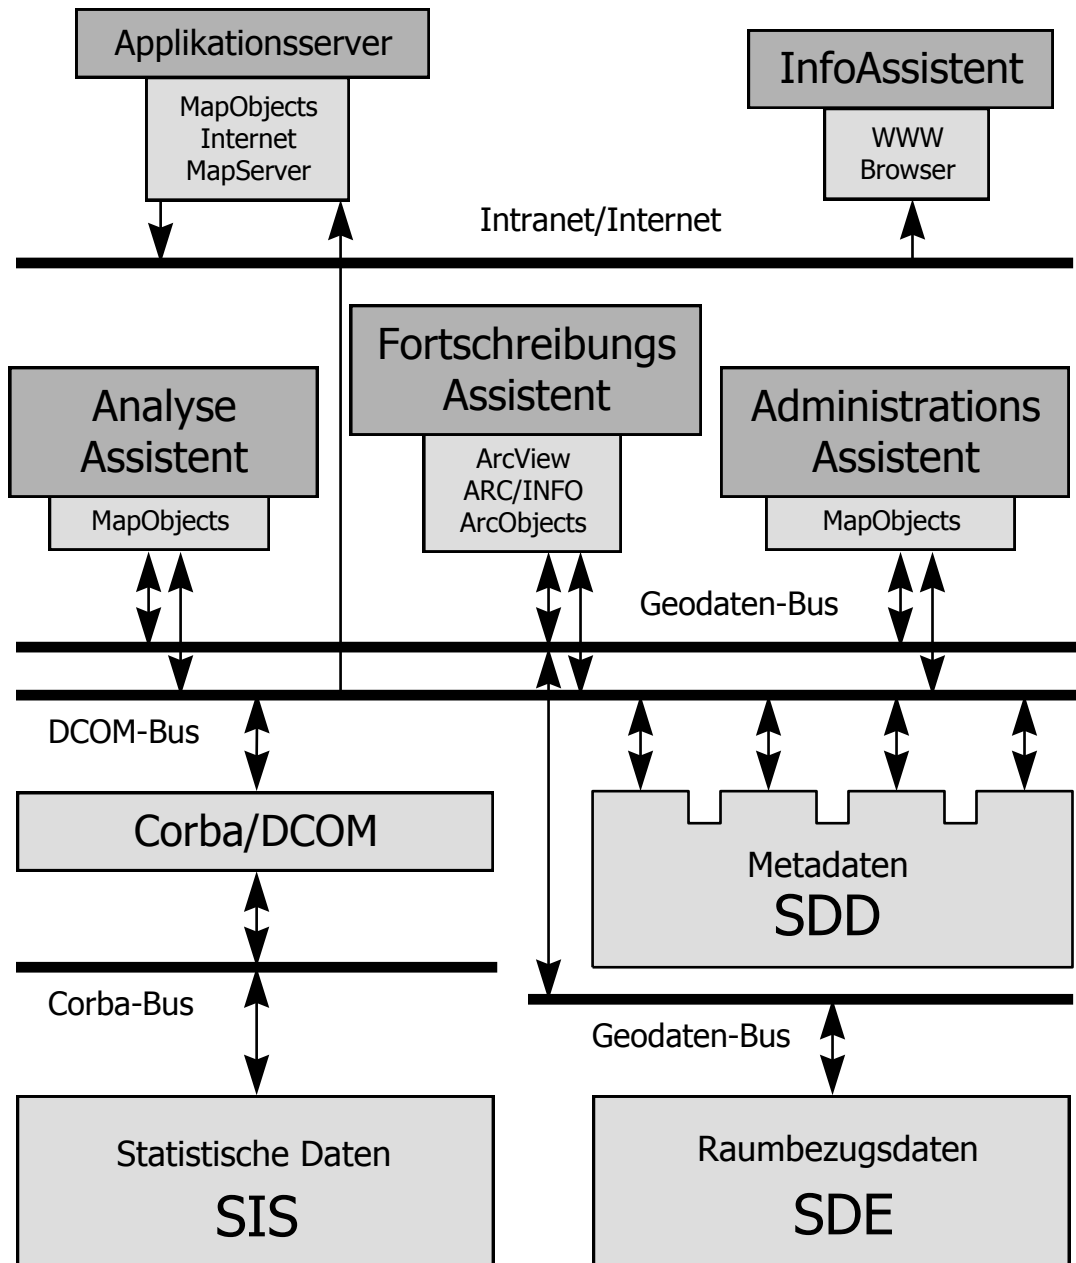 Applikationsserver
MapObjects
Internet
MapServer
InfoAssistent
WWW
Browser
Intranet/Internet
Analyse
Assistent
MapObjects
Fortschreibungs
Assistent
ArcView
ARC/INFO
ArcObjects
Administrations
Assistent
MapObjects
Geodaten-Bus
DCOM-Bus
Corba/DCOM
Metadaten
SDD
Corba-Bus
Geodaten-Bus
Statistische Daten
SIS
Raumbezugsdaten
SDE